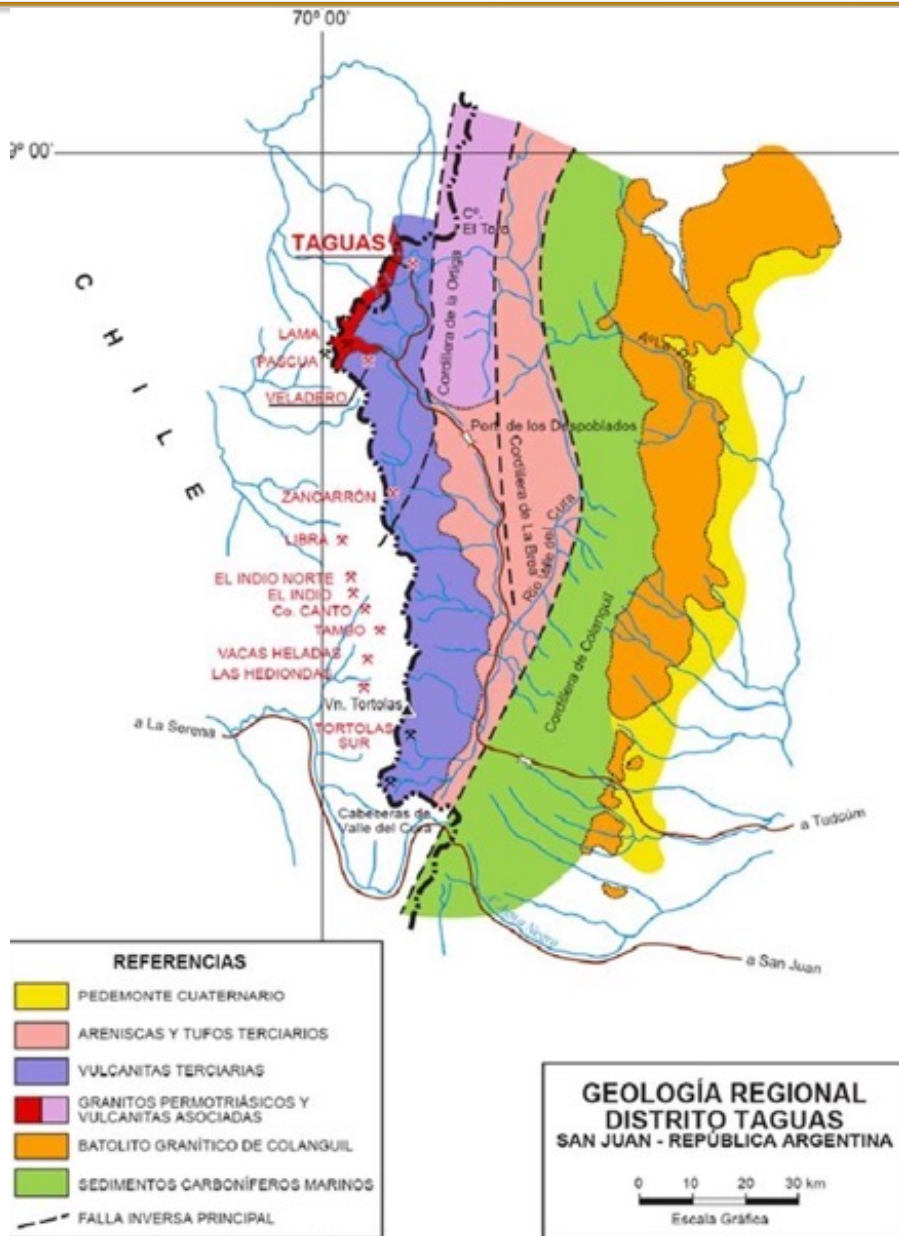 70º 00'
9º 00'
CHILE
TAGUAS
Cº.
El Toro
Cordillera de la Ortiga
LAMA
PASCUA
VELADERO
Port. de los Despoblados
Cordillera de La Brea
Río Valle del Cura
ZANCARRÓN
LIBRA
EL INDIO NORTE
EL INDIO
Co. CANTO
TAMBO
VACAS HELADAS
LAS HEDIONDAS
Vn. Tortolas
TORTOLAS
SUR
Cordillera de Colanguil
a La Serena
Cabeceras de
Valle del Cura
a Tudcúm
Negra
a San Juan
REFERENCIAS
PEDEMONTE CUATERNARIO
ARENISCAS Y TUFOS TERCIARIOS
VULCANITAS TERCIARIAS
GRANITOS PERMOTRIÁSICOS Y
VULCANITAS ASOCIADAS
BATOLITO GRANÍTICO DE COLANGUIL
SEDIMENTOS CARBONÍFEROS MARINOS
FALLA INVERSA PRINCIPAL
GEOLOGÍA REGIONAL
DISTRITO TAGUAS
SAN JUAN - REPÚBLICA ARGENTINA
0 10 20 30 km
Escala Gráfica